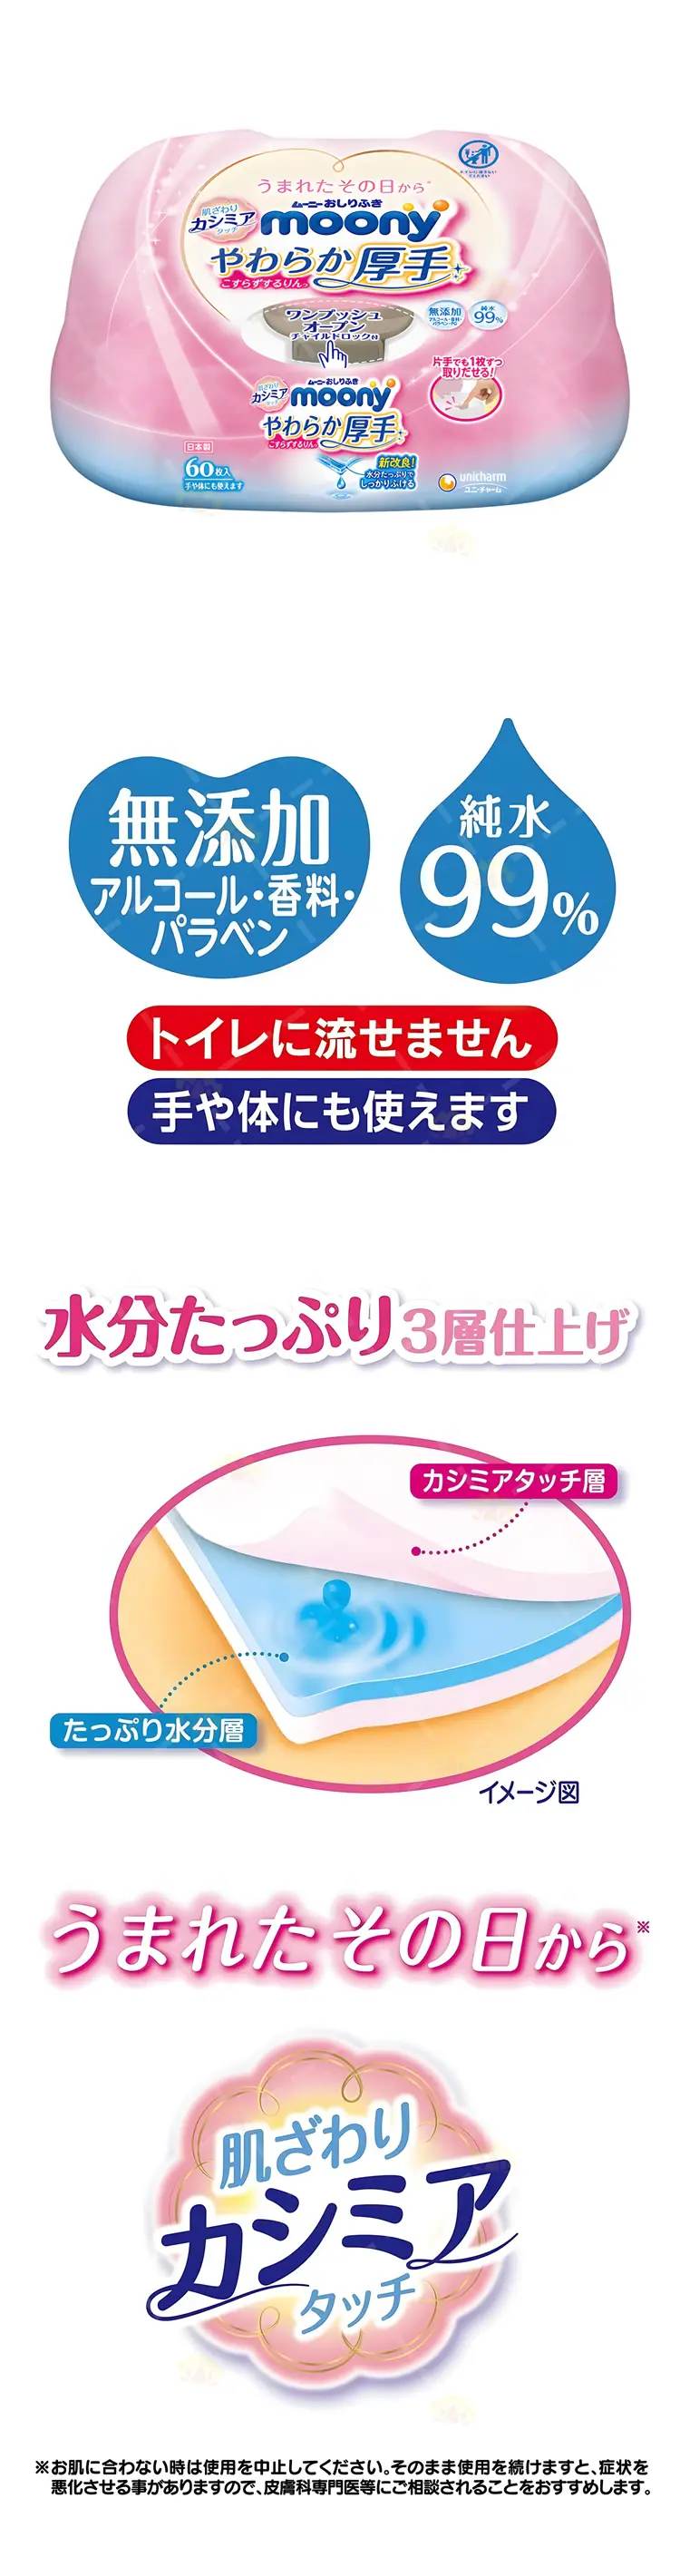 うまれたその日から※
ムーニーおしりふき
肌ざわり
カシミア
タッチ
moony
やわらか厚手
こすらずするりんっ
ワンプッシュ
オープン
チャイルドロック付
無添加
アルコール・香料・
パラベン・PG
純水
99%
片手でも1枚ずつ
取りだせる!
ムーニーおしりふき
肌ざわり
カシミア
タッチ
moony
やわらか厚手
こすらずするりんっ
日本製
60枚入
手や体にも使えます
新改良!
水分たっぷりで
しっかりふける
unicharm
ユニ・チャーム
無添加
アルコール・香料・
パラベン
純水
99%
トイレに流せません
手や体にも使えます
水分たっぷり3層仕上げ
カシミアタッチ層
たっぷり水分層
イメージ図
うまれたその日から※
肌ざわり
カシミア
タッチ
※お肌に合わない時は使用を中止してください。そのまま使用を続けますと、症状を
悪化させる事がありますので、皮膚科専門医等にご相談されることをおすすめします。